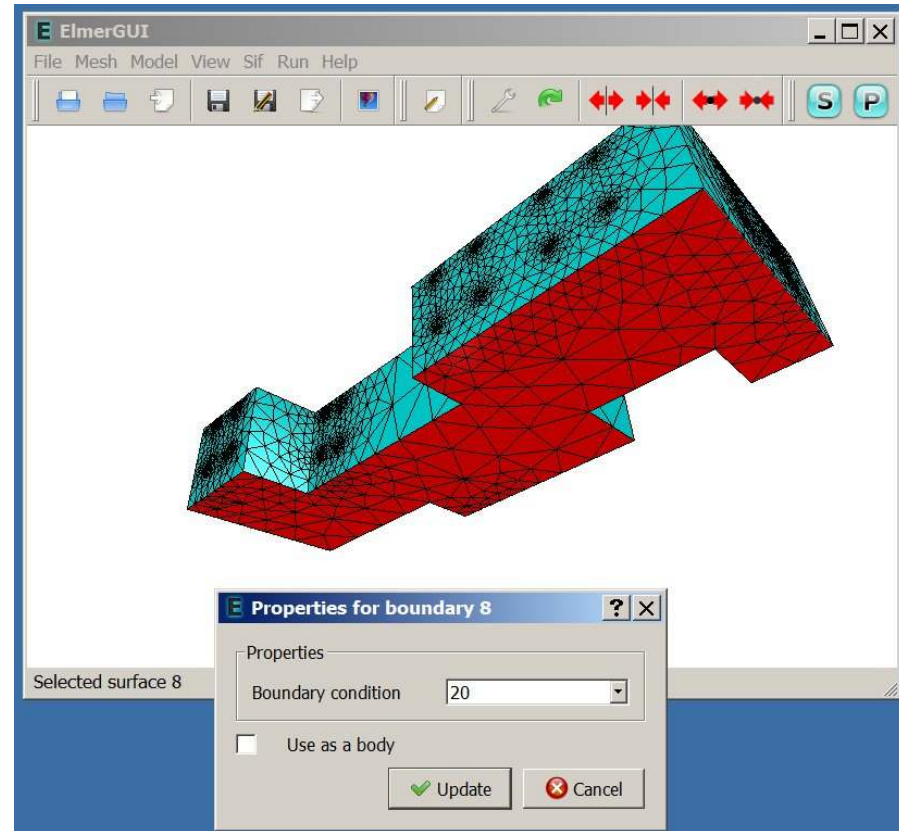 E ElmerGUI
File Mesh Model View Sif Run Help
S P
Selected surface 8
E Properties for boundary 8 ?
Properties
Boundary condition 20
Use as a body
Update Cancel